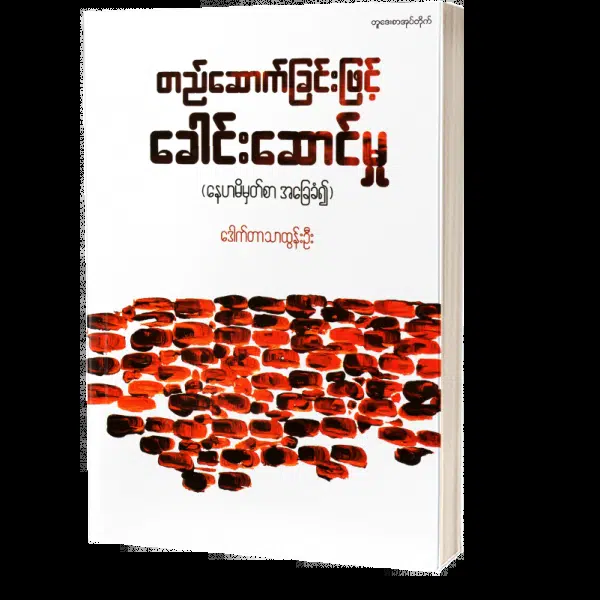 တူဒေးစာအုပ်တိုက်
တည်ဆောက်ခြင်းဖြင့်
ခေါင်းဆောင်မှု
(နေဟမိမှတ်စာ အခြေခံ၍)
ဒေါက်တာသာထွန်းဦး